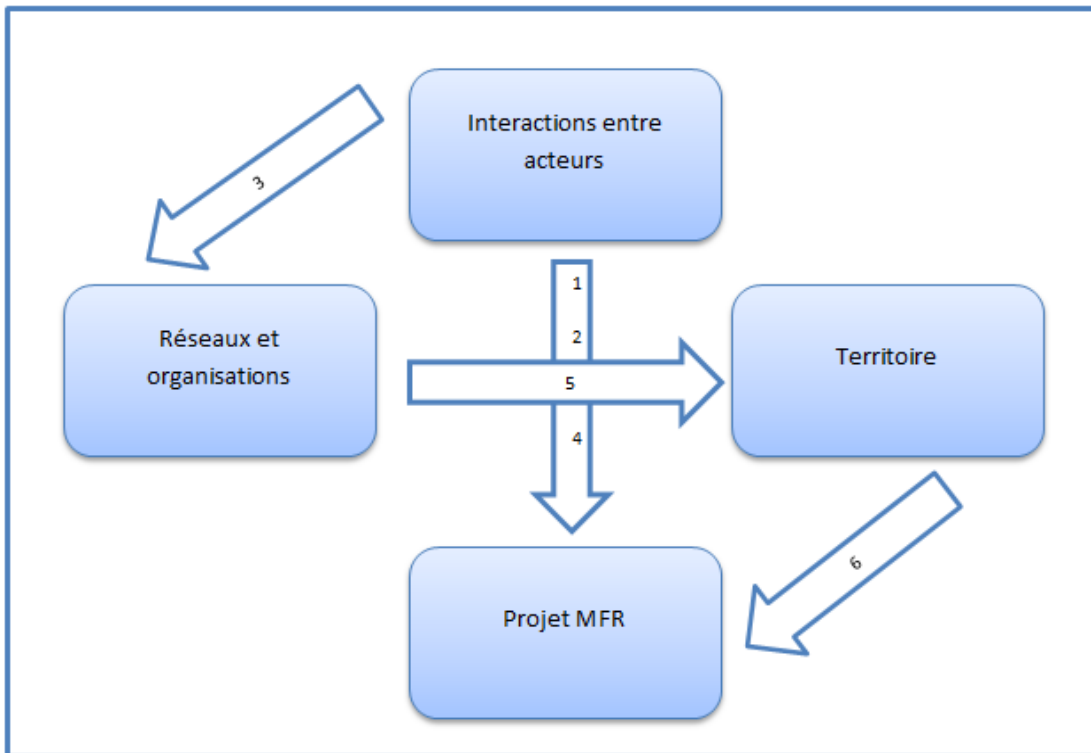 Interactions entre
acteurs
3
1
Réseaux et
organisations
2
Territoire
5
4
6
Projet MFR